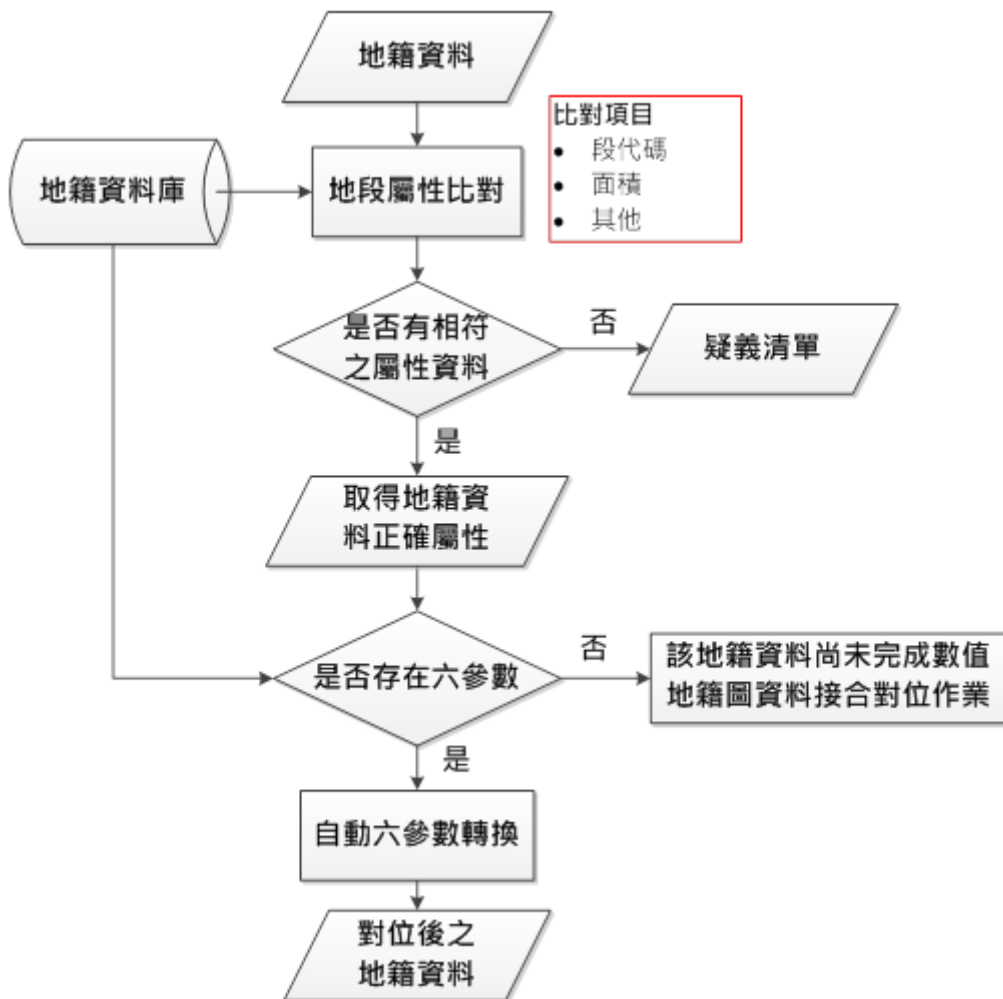 地籍資料
比對項目
• 段代碼
• 面積
• 其他
地籍資料庫
地段屬性比對
是否有相符
之屬性資料
否
疑義清單
是
取得地籍資
料正確屬性
是否存在六參數
否
該地籍資料尚未完成數值
地籍圖資料接合對位作業
是
自動六參數轉換
對位後之
地籍資料